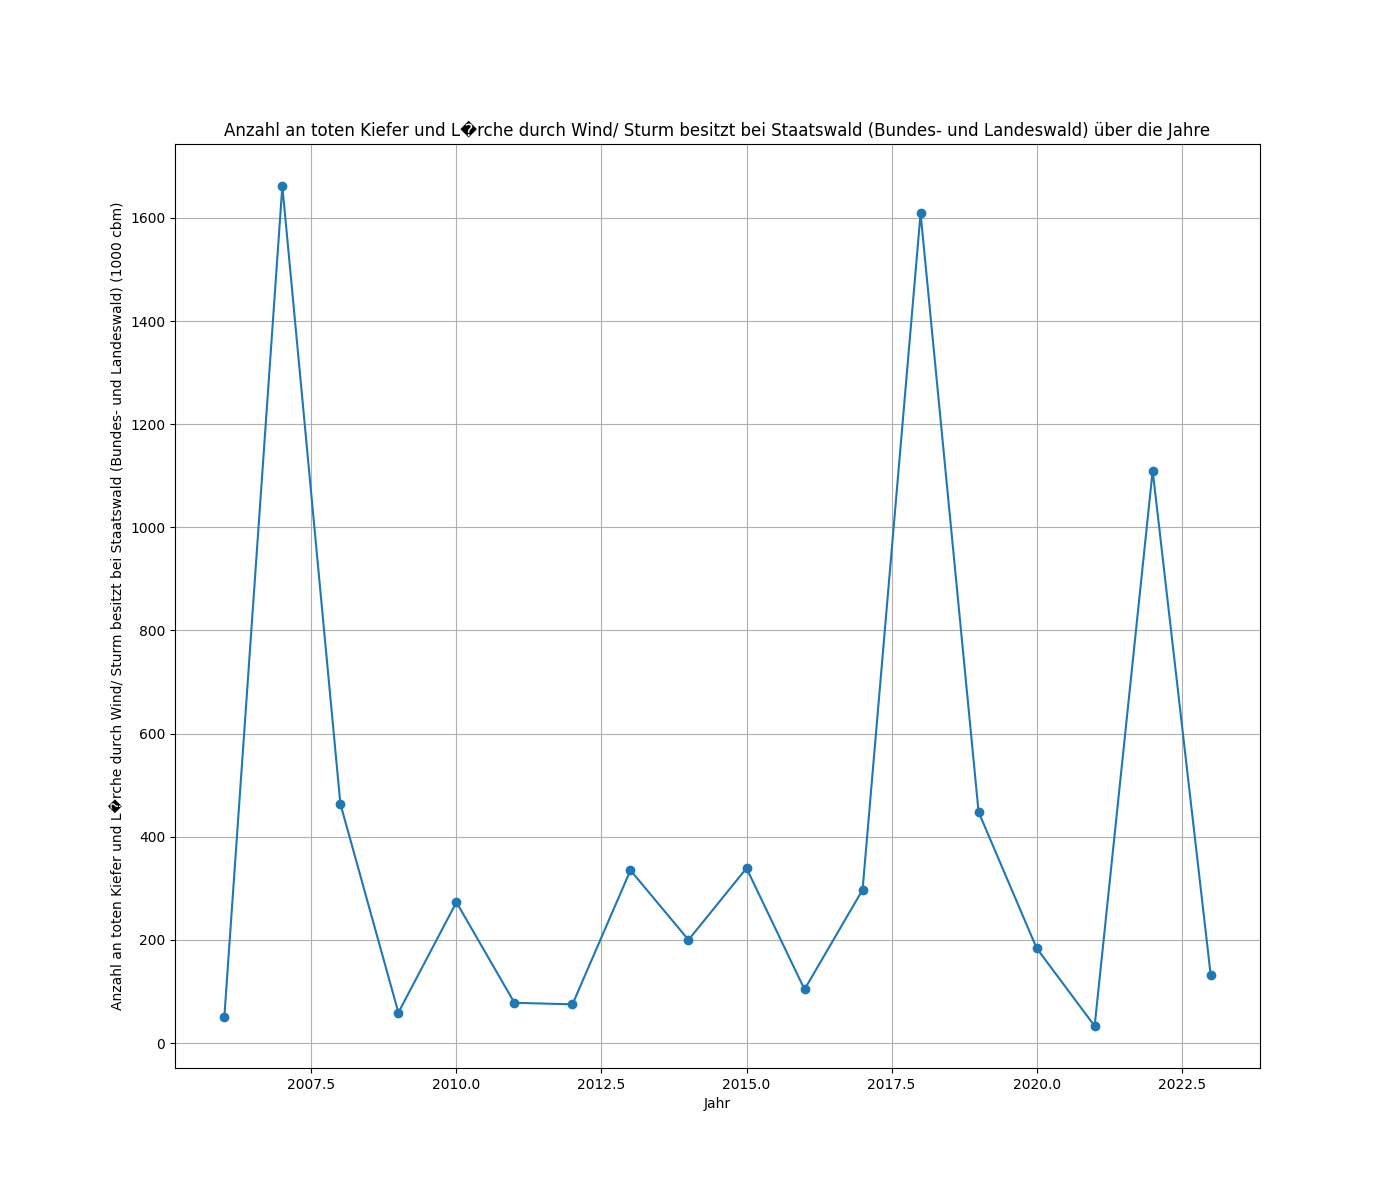 Anzahl an toten Kiefer und L�rche durch Wind/ Sturm besitzt bei Staatswald (Bundes- und Landeswald) über die Jahre
Anzahl an toten Kiefer und L�rche durch Wind/ Sturm besitzt bei Staatswald (Bundes- und Landeswald) (1000 cbm)
1600
1400
1200
1000
800
600
400
200
0
2007.5 2010.0 2012.5 2015.0 2017.5 2020.0 2022.5
Jahr